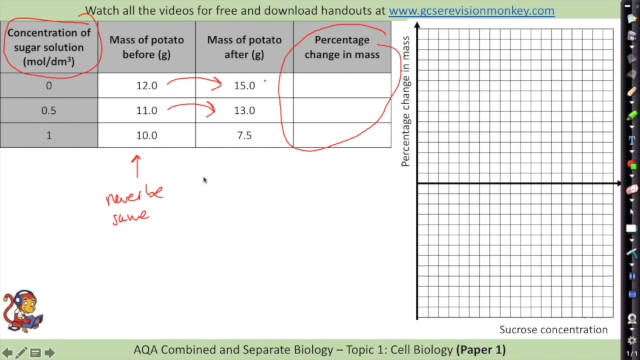 Watch all the videos for free and download handouts at www.gcserevisionmonkey.com
Concentration of sugar solution (mol/dm³) Mass of potato before (g) Mass of potato after (g) Percentage change in mass
0 12.0 15.0
0.5 11.0 13.0
1 10.0 7.5
never be
same
Percentage change in mass
Sucrose concentration
AQA Combined and Separate Biology – Topic 1: Cell Biology (Paper 1)